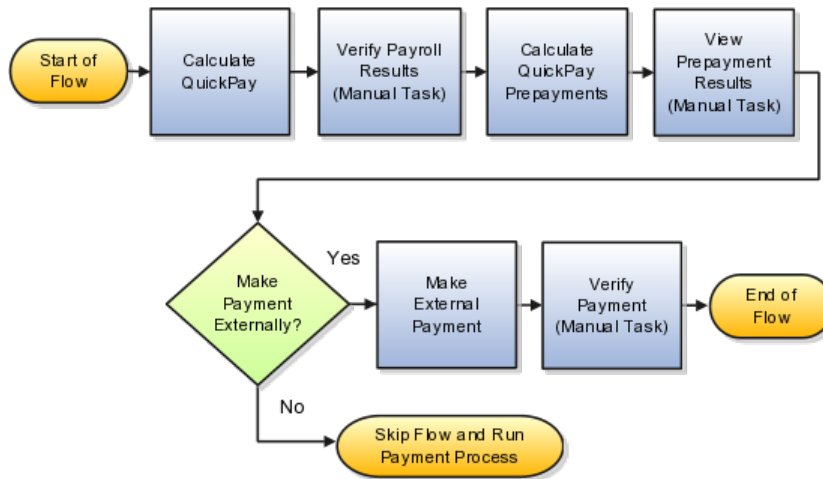 Start of
Flow
Calculate
QuickPay
Verify Payroll
Results
(Manual Task)
Calculate
QuickPay
Prepayments
View
Prepayment
Results
(Manual Task)
Make
Payment
Externally?
Yes
Make
External
Payment
Verify
Payment
(Manual Task)
End of
Flow
No
Skip Flow and Run
Payment Process